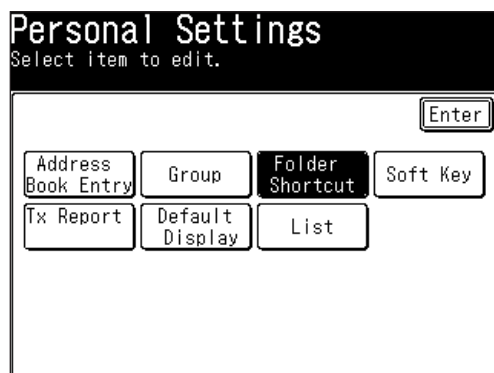 Personal Settings
Select item to edit.
Enter
Address
Book Entry
Group
Folder
Shortcut
Soft Key
Tx Report
Default
Display
List